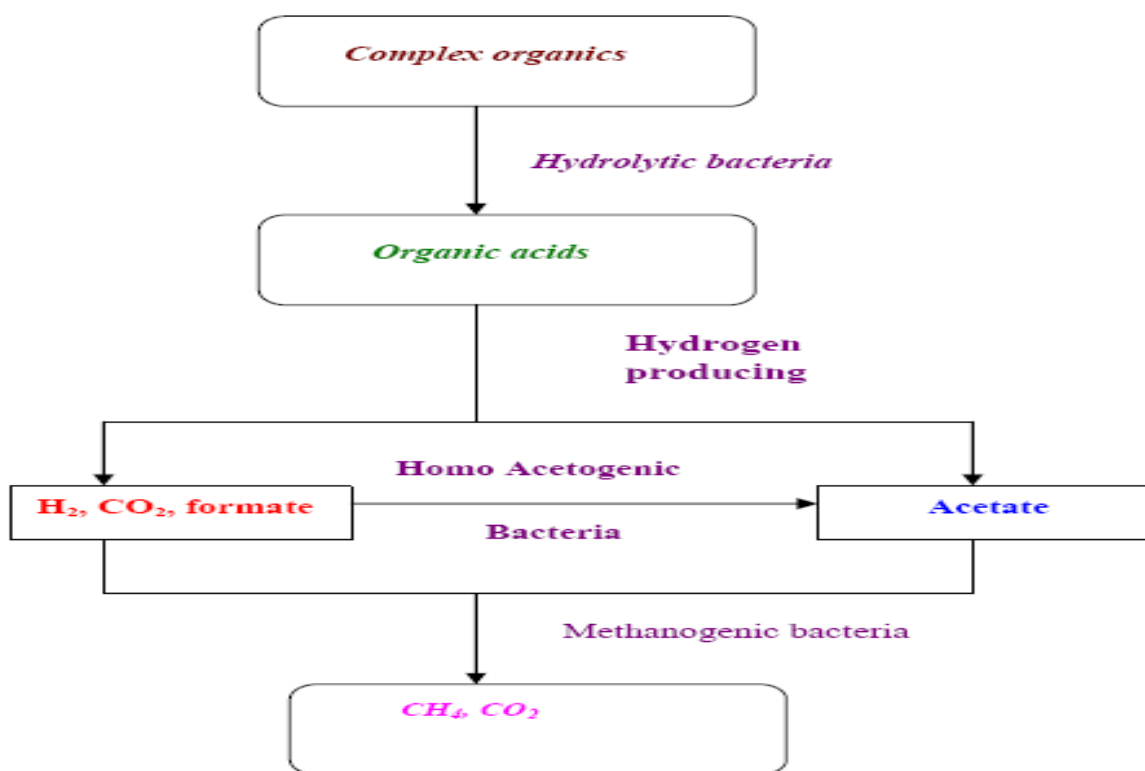 Complex organics
Hydrolytic bacteria
Organic acids
Hydrogen
producing
Homo Acetogenic
H₂, CO₂, formate
Acetate
Bacteria
Methanogenic bacteria
CH₄, CO₂